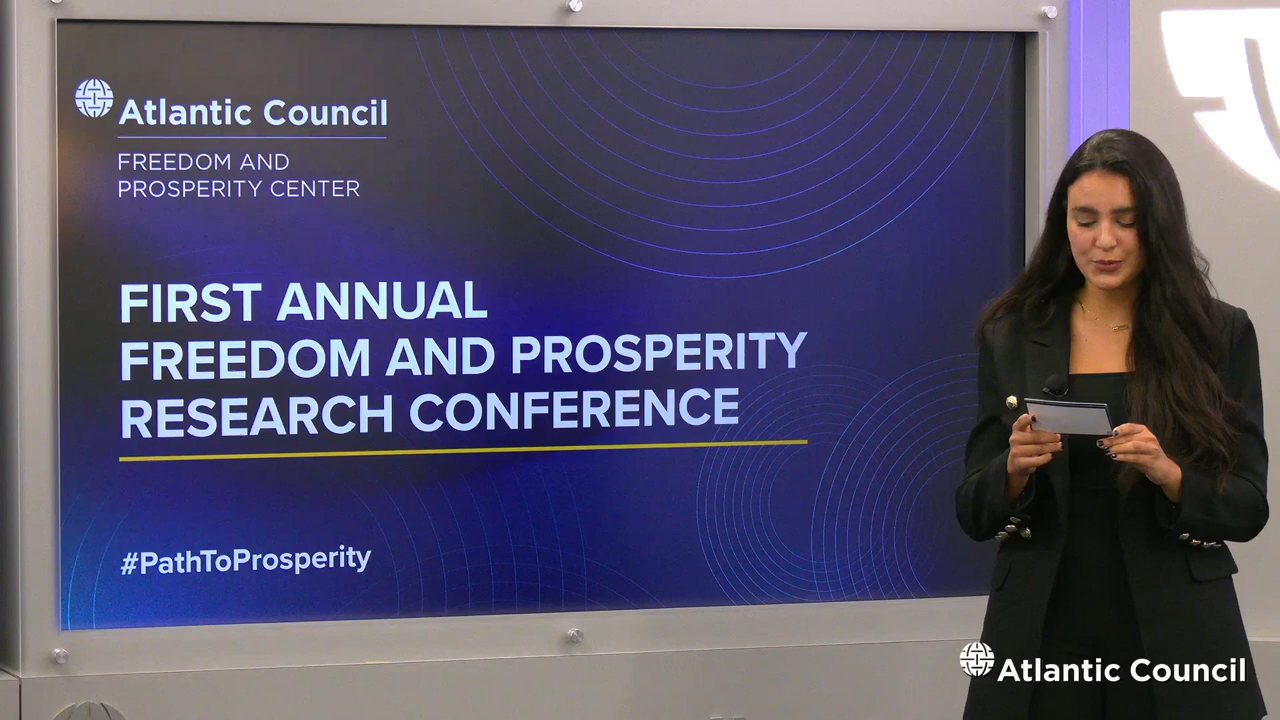 Atlantic Council
FREEDOM AND
PROSPERITY CENTER
FIRST ANNUAL
FREEDOM AND PROSPERITY
RESEARCH CONFERENCE
#PathToProsperity
Atlantic Council